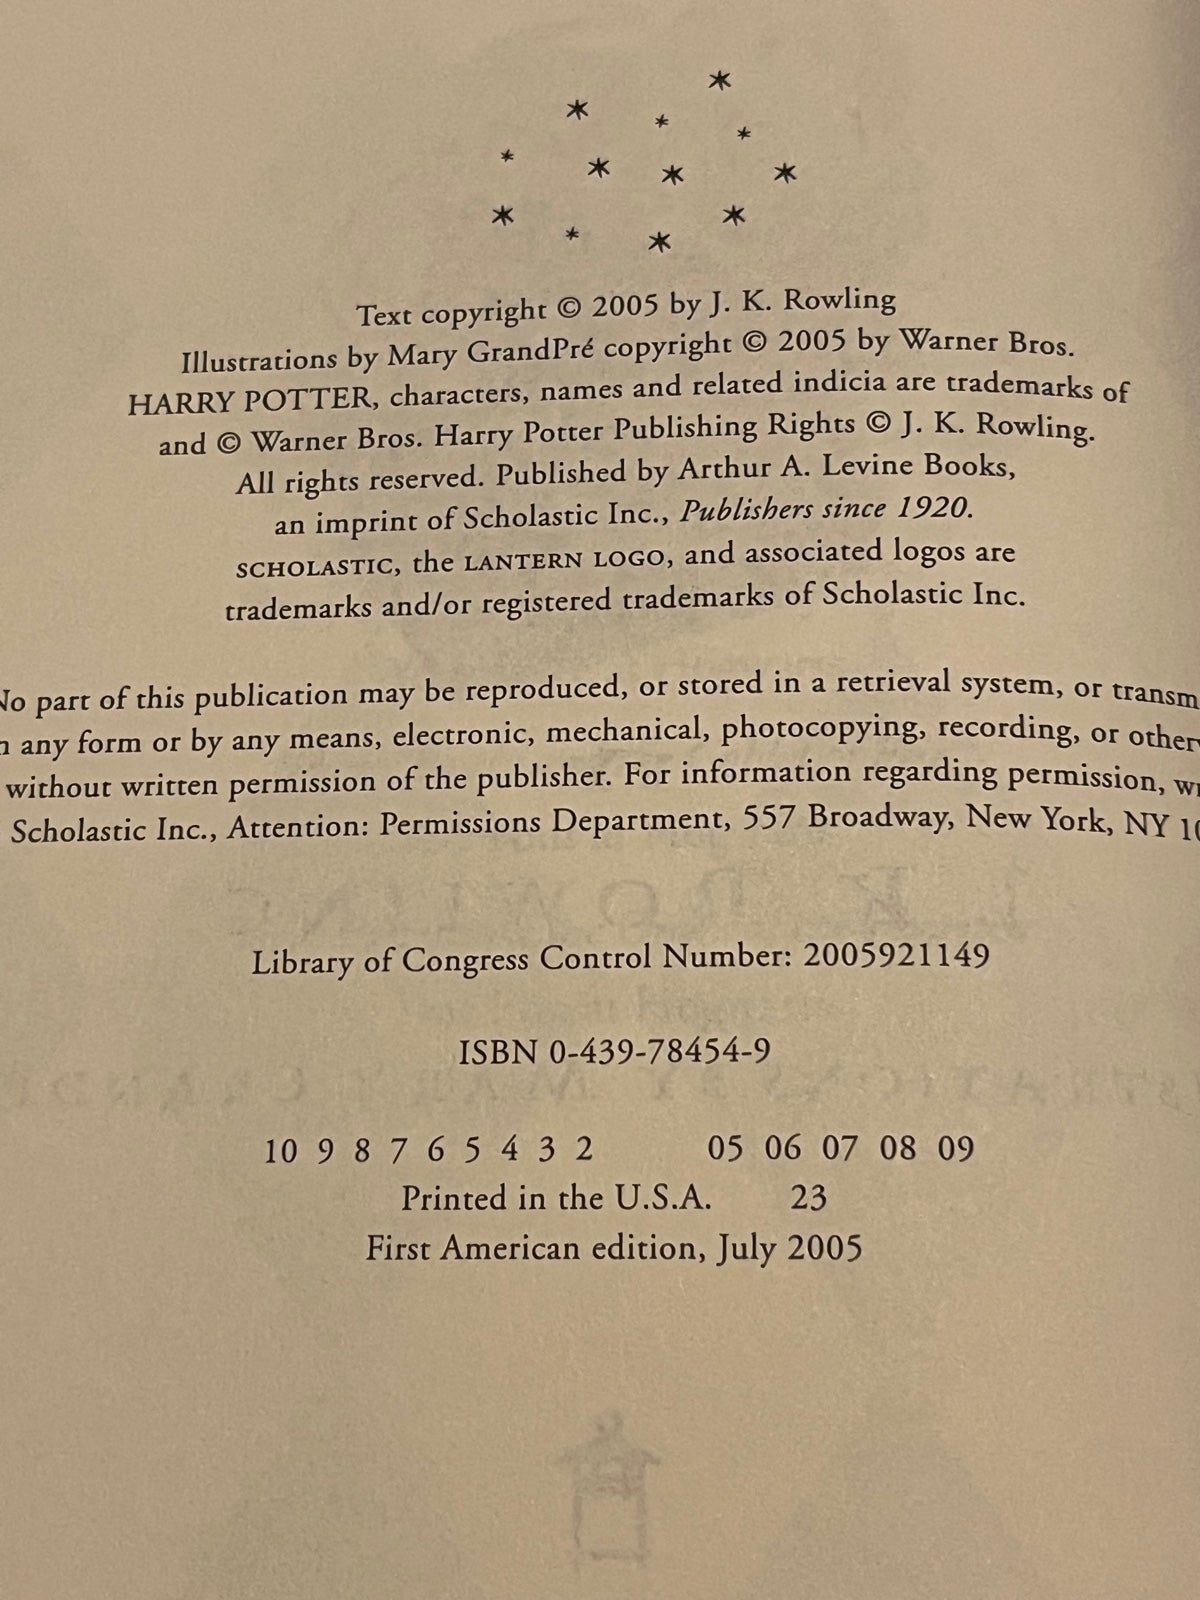 Text copyright © 2005 by J. K. Rowling
Illustrations by Mary GrandPré copyright © 2005 by Warner Bros.
HARRY POTTER, characters, names and related indicia are trademarks of
and © Warner Bros. Harry Potter Publishing Rights © J. K. Rowling.
All rights reserved. Published by Arthur A. Levine Books,
an imprint of Scholastic Inc., Publishers since 1920.
SCHOLASTIC, the LANTERN LOGO, and associated logos are
trademarks and/or registered trademarks of Scholastic Inc.
No part of this publication may be reproduced, or stored in a retrieval system, or
any form or by any means, electronic, mechanical, photocopying, recording, or
without written permission of the publisher. For information regarding permission,
Scholastic Inc., Attention: Permissions Department, 557 Broadway, New York, NY
Library of Congress Control Number: 2005921149
ISBN 0-439-78454-9
10 9 8 7 6 5 4 3 2 05 06 07 08 09
Printed in the U.S.A. 23
First American edition, July 2005